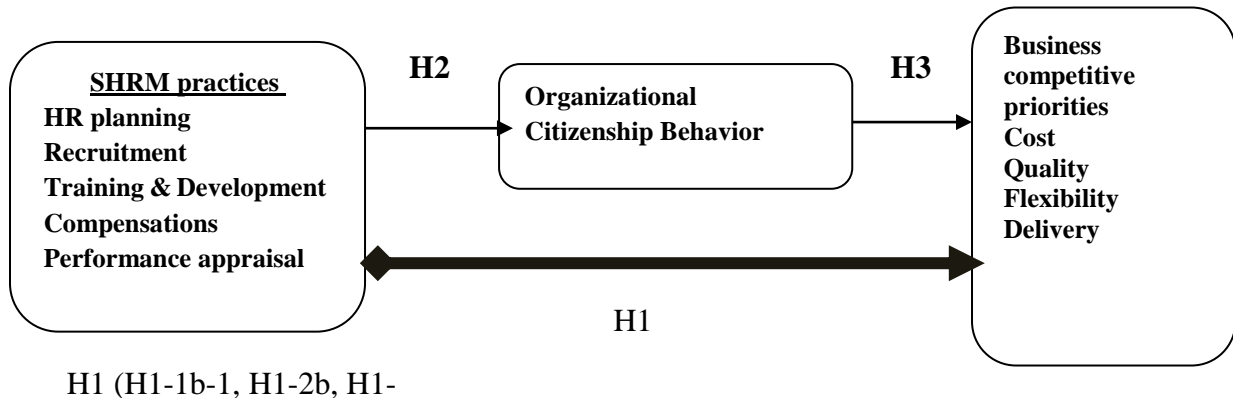 SHRM practices
HR planning
Recruitment
Training & Development
Compensations
Performance appraisal
H2
Organizational
Citizenship Behavior
H3
Business
competitive
priorities
Cost
Quality
Flexibility
Delivery
H1
H1 (H1-1b-1, H1-2b, H1-